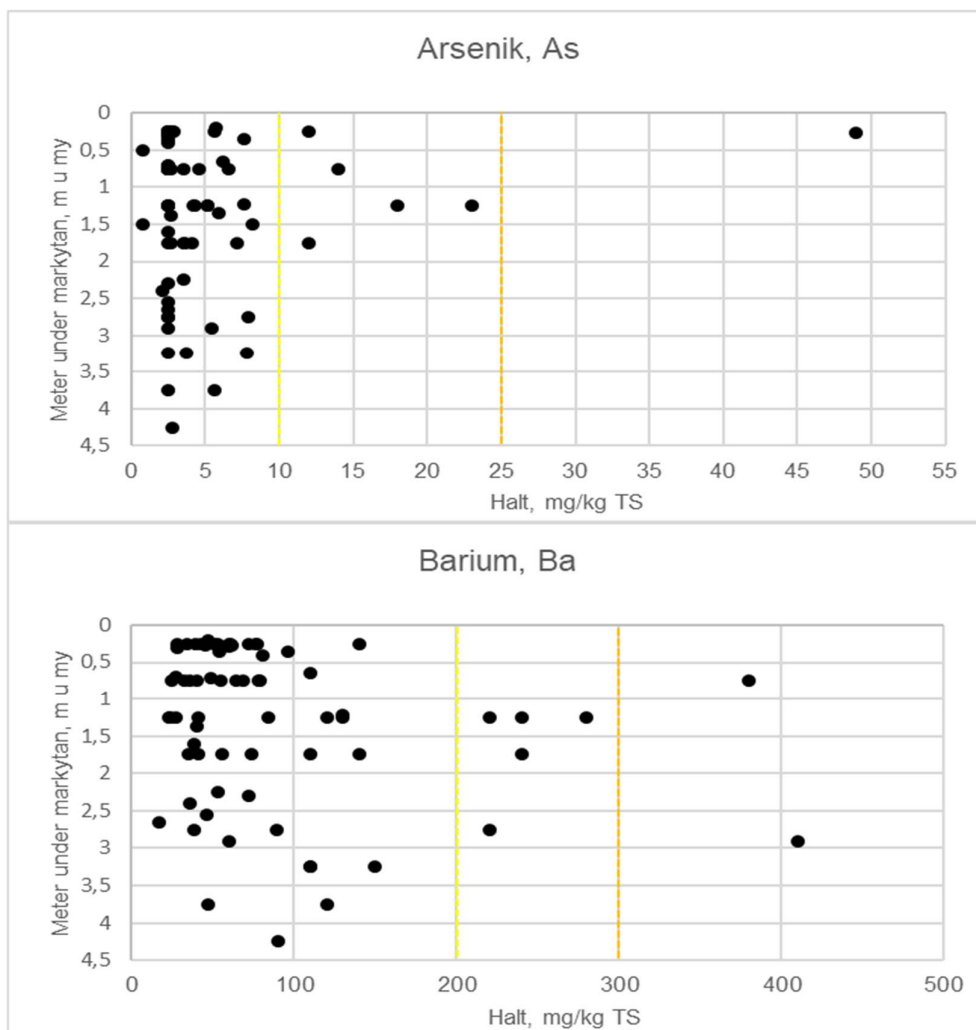 Arsenik, As
Meter under markytan, m u my
0
0,5
1
1,5
2
2,5
3
3,5
4
4,5
0 5 10 15 20 25 30 35 40 45 50 55
Halt, mg/kg TS
Barium, Ba
Meter under markytan, m u my
0
0,5
1
1,5
2
2,5
3
3,5
4
4,5
0 100 200 300 400 500
Halt, mg/kg TS